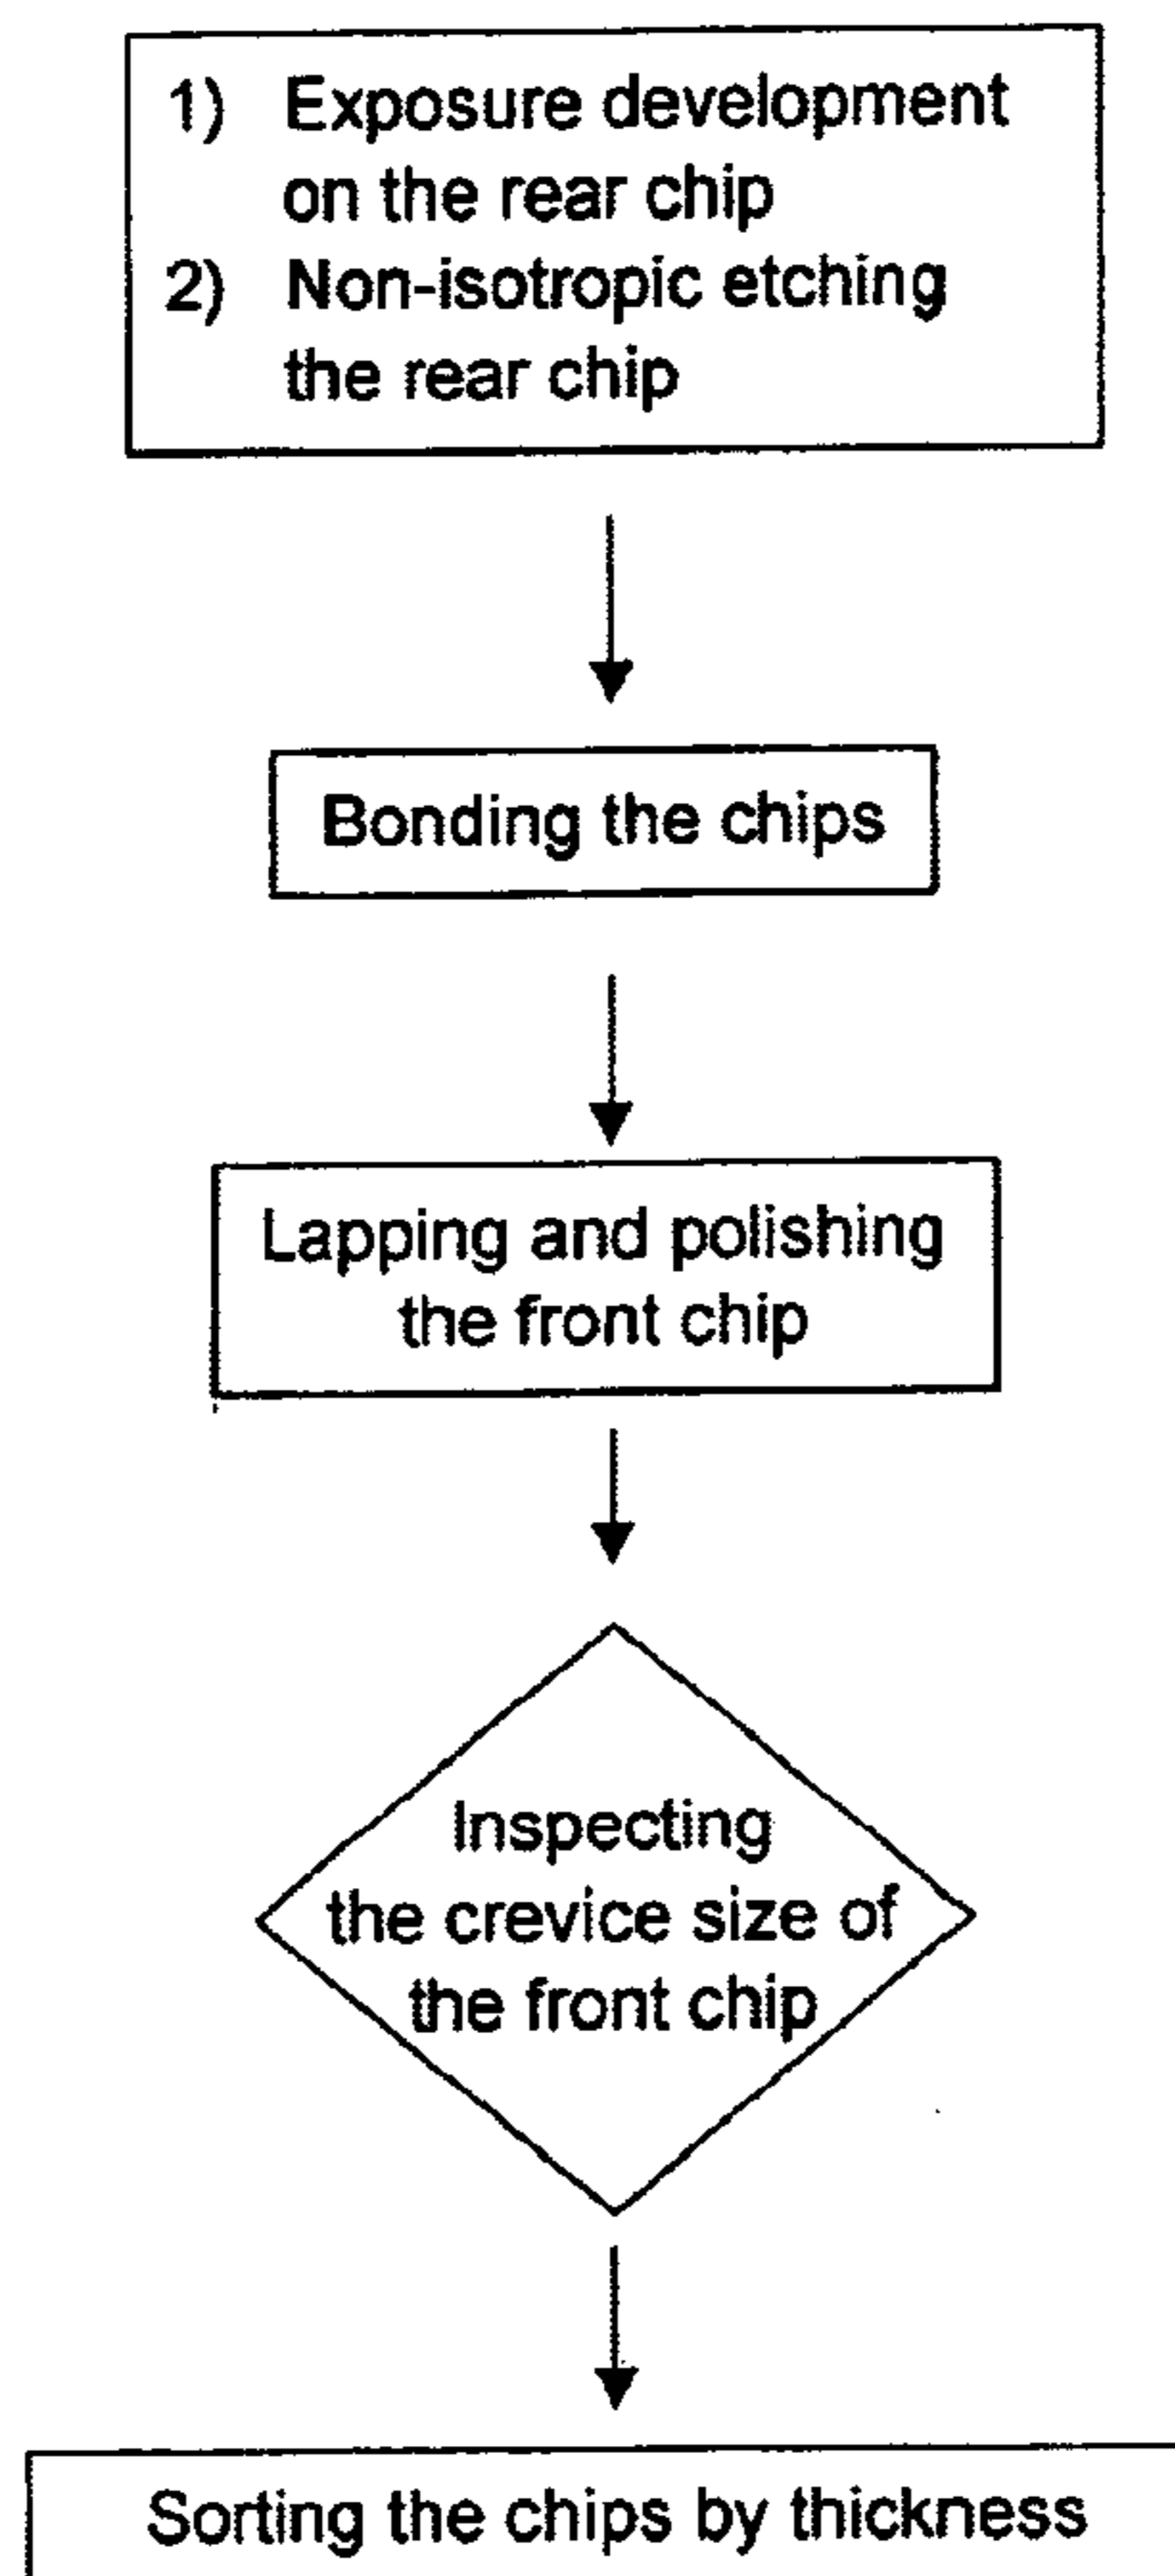 1) Exposure development
on the rear chip
2) Non-isotropic etching
the rear chip
Bonding the chips
Lapping and polishing
the front chip
Inspecting
the crevice size of
the front chip
Sorting the chips by thickness